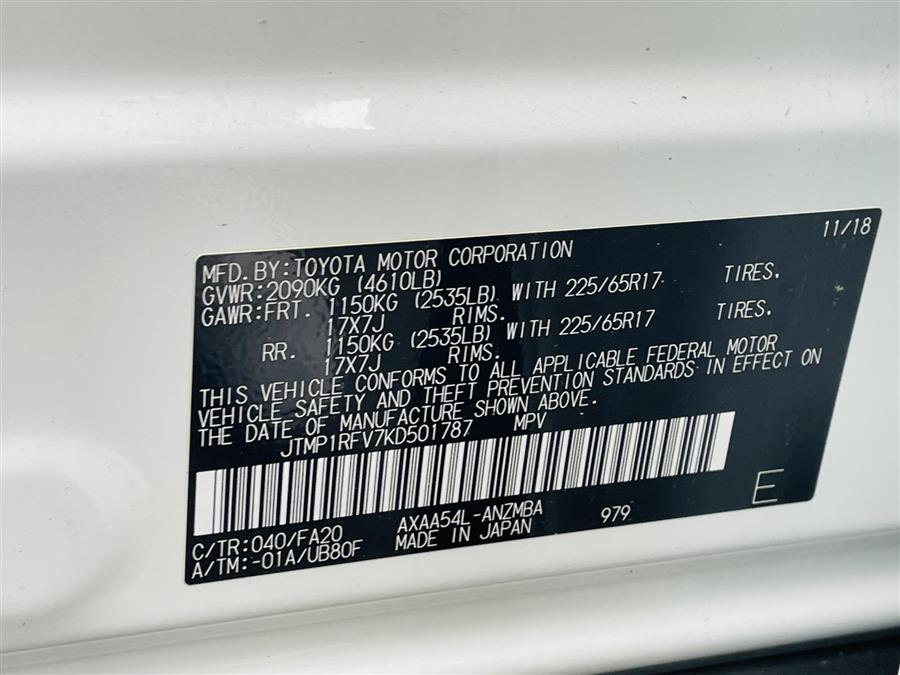 11/18
MFD.BY:TOYOTA MOTOR CORPORATION
GVWR:2090KG (4610LB)
GAWR:FRT. 1150KG (2535LB) WITH 225/65R17 TIRES.
17X7J RIMS.
RR. 1150KG (2535LB) WITH 225/65R17 TIRES.
17X7J RIMS.
THIS VEHICLE CONFORMS TO ALL APPLICABLE FEDERAL MOTOR
VEHICLE SAFETY AND THEFT PREVENTION STANDARDS IN EFFECT ON
THE DATE OF MANUFACTURE SHOWN ABOVE.
JTMP1RFV7KD501787 MPV
E
C/TR:040/FA20 AXAA54L-ANZMBA 979
A/TM:-01A/UB80F MADE IN JAPAN